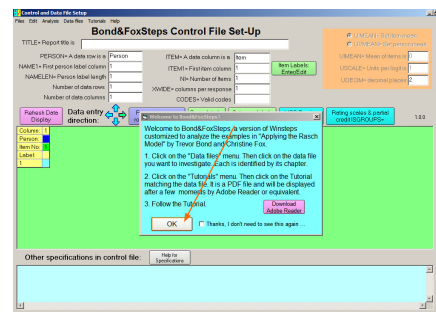 Control and Data File Setup
File Edit Analysis Data files Tutorials Help
Bond&FoxSteps Control File Set-Up
TITLE= Report title is
PERSON= A data row is a Person
NAME1= First person label column 1
NAMELEN= Person label length 1
Number of data rows 1
Number of data columns 1
ITEM= A data column is a Item
ITEM1= First item column 1
NI= Number of Items 1
XWIDE= columns per response 1
CODES= Valid codes
Item Labels: Enter/Edit
UMEAN= Item mean is 0
USCALE= Units per logit is 1
UDECIM= decimal places 2
Refresh Data Display
Data entry direction:
Rating scales & partial credit ISGROUPS=
1.0.0
Column: 1
Person:
Item No: 1
Label:
1
Welcome to Bond&FoxSteps!
Welcome to Bond&FoxSteps, a version of Winsteps
customized to analyze the examples in "Applying the Rasch
Model" by Trevor Bond and Christine Fox.
1. Click on the "Data files" menu. Then click on the data file
you want to investigate. Each is identified by its chapter.
2. Click on the "Tutorials" menu. Then click on the Tutorial
matching the data file. It is a PDF file and will be displayed
after a few moments by Adobe Reader or equivalent.
3. Follow the Tutorial.
Download Adobe Reader
OK
Thanks, I don't need to see this again ...
Other specifications in control file:
Help for Specifications